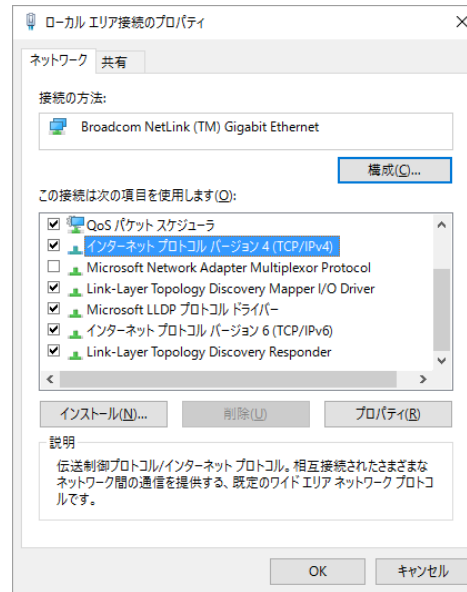 ローカル エリア接続のプロパティ
ネットワーク 共有
接続の方法:
Broadcom NetLink (TM) Gigabit Ethernet
構成(C)...
この接続は次の項目を使用します(O):
QoS パケット スケジューラ
インターネット プロトコル バージョン 4 (TCP/IPv4)
Microsoft Network Adapter Multiplexor Protocol
Link-Layer Topology Discovery Mapper I/O Driver
Microsoft LLDP プロトコル ドライバー
インターネット プロトコル バージョン 6 (TCP/IPv6)
Link-Layer Topology Discovery Responder
インストール(N)... 削除(U) プロパティ(R)
説明
伝送制御プロトコル/インターネット プロトコル。相互接続されたさまざまな
ネットワーク間の通信を提供する、既定のワイド エリア ネットワーク プロトコ
ルです。
OK キャンセル